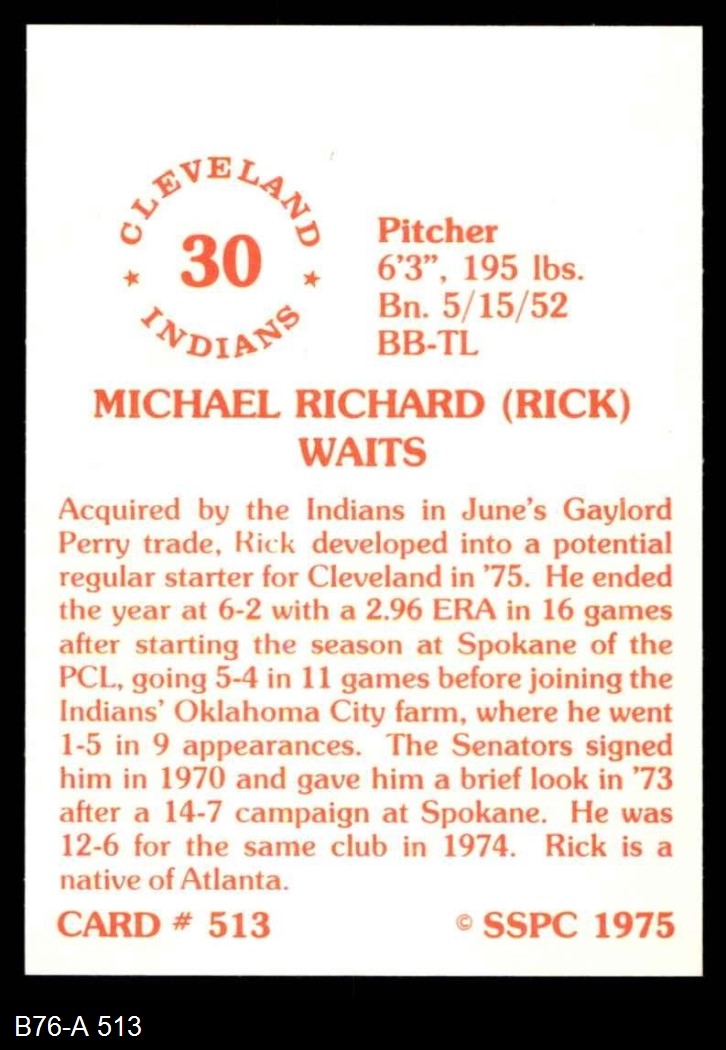 CLEVELAND
30
INDIANS
Pitcher
6'3", 195 lbs.
Bn. 5/15/52
BB-TL
MICHAEL RICHARD (RICK)
WAITS
Acquired by the Indians in June's Gaylord
Perry trade, Rick developed into a potential
regular starter for Cleveland in '75. He ended
the year at 6-2 with a 2.96 ERA in 16 games
after starting the season at Spokane of the
PCL, going 5-4 in 11 games before joining the
Indians' Oklahoma City farm, where he went
1-5 in 9 appearances. The Senators signed
him in 1970 and gave him a brief look in '73
after a 14-7 campaign at Spokane. He was
12-6 for the same club in 1974. Rick is a
native of Atlanta.
CARD # 513 © SSPC 1975
B76-A 513